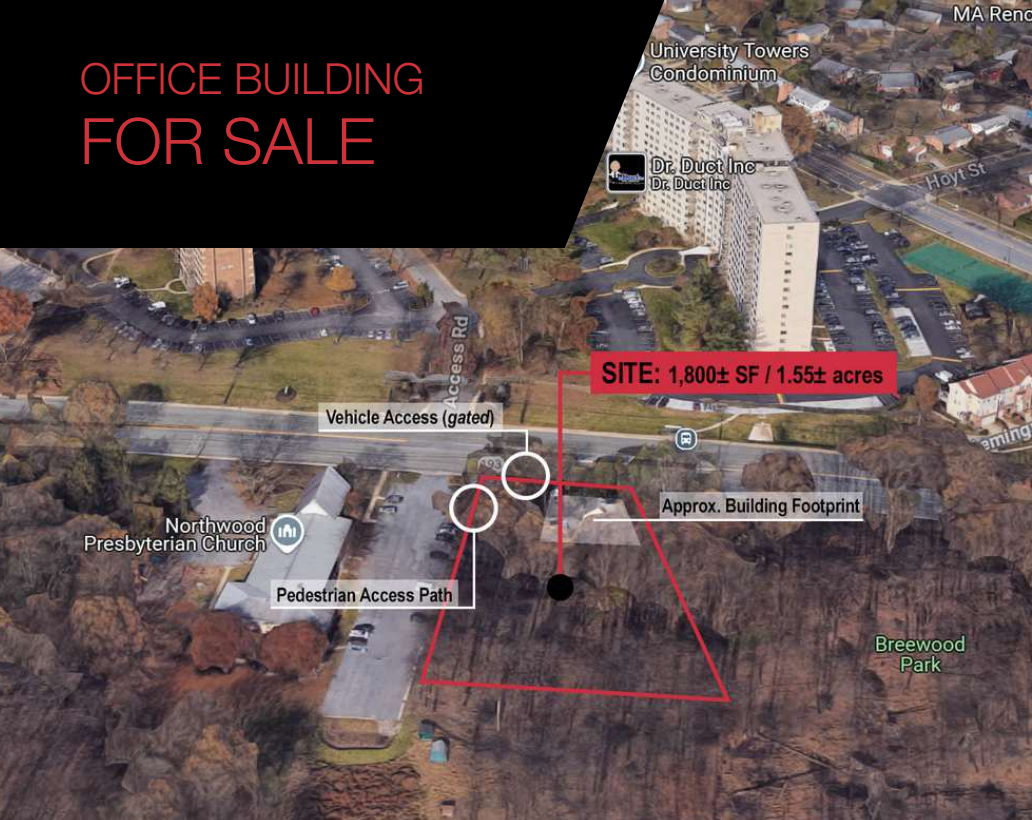 OFFICE BUILDING
FOR SALE
MA Reno
University Towers
Condominium
Dr. Duct Inc
Dr. Duct Inc
Hoyt St
Access Rd
SITE: 1,800± SF / 1.55± acres
Vehicle Access (gated)
193
eming
Approx. Building Footprint
Northwood
Presbyterian Church
Pedestrian Access Path
Breewood
Park